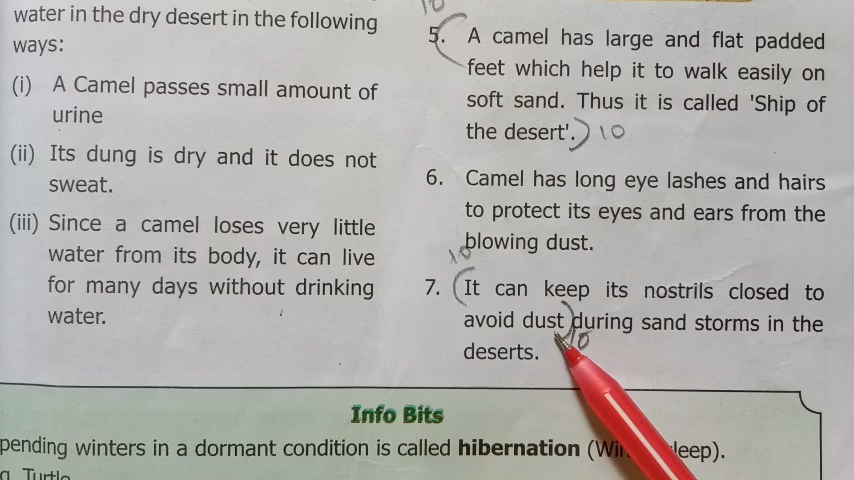 water in the dry desert in the following
ways:
(i) A Camel passes small amount of
urine
(ii) Its dung is dry and it does not
sweat.
(iii) Since a camel loses very little
water from its body, it can live
for many days without drinking
water.
10
5. A camel has large and flat padded
feet which help it to walk easily on
soft sand. Thus it is called 'Ship of
the desert'. 10
6. Camel has long eye lashes and hairs
to protect its eyes and ears from the
blowing dust.
10
7. It can keep its nostrils closed to
avoid dust during sand storms in the
10
deserts.
Info Bits
pending winters in a dormant condition is called hibernation
Turtle